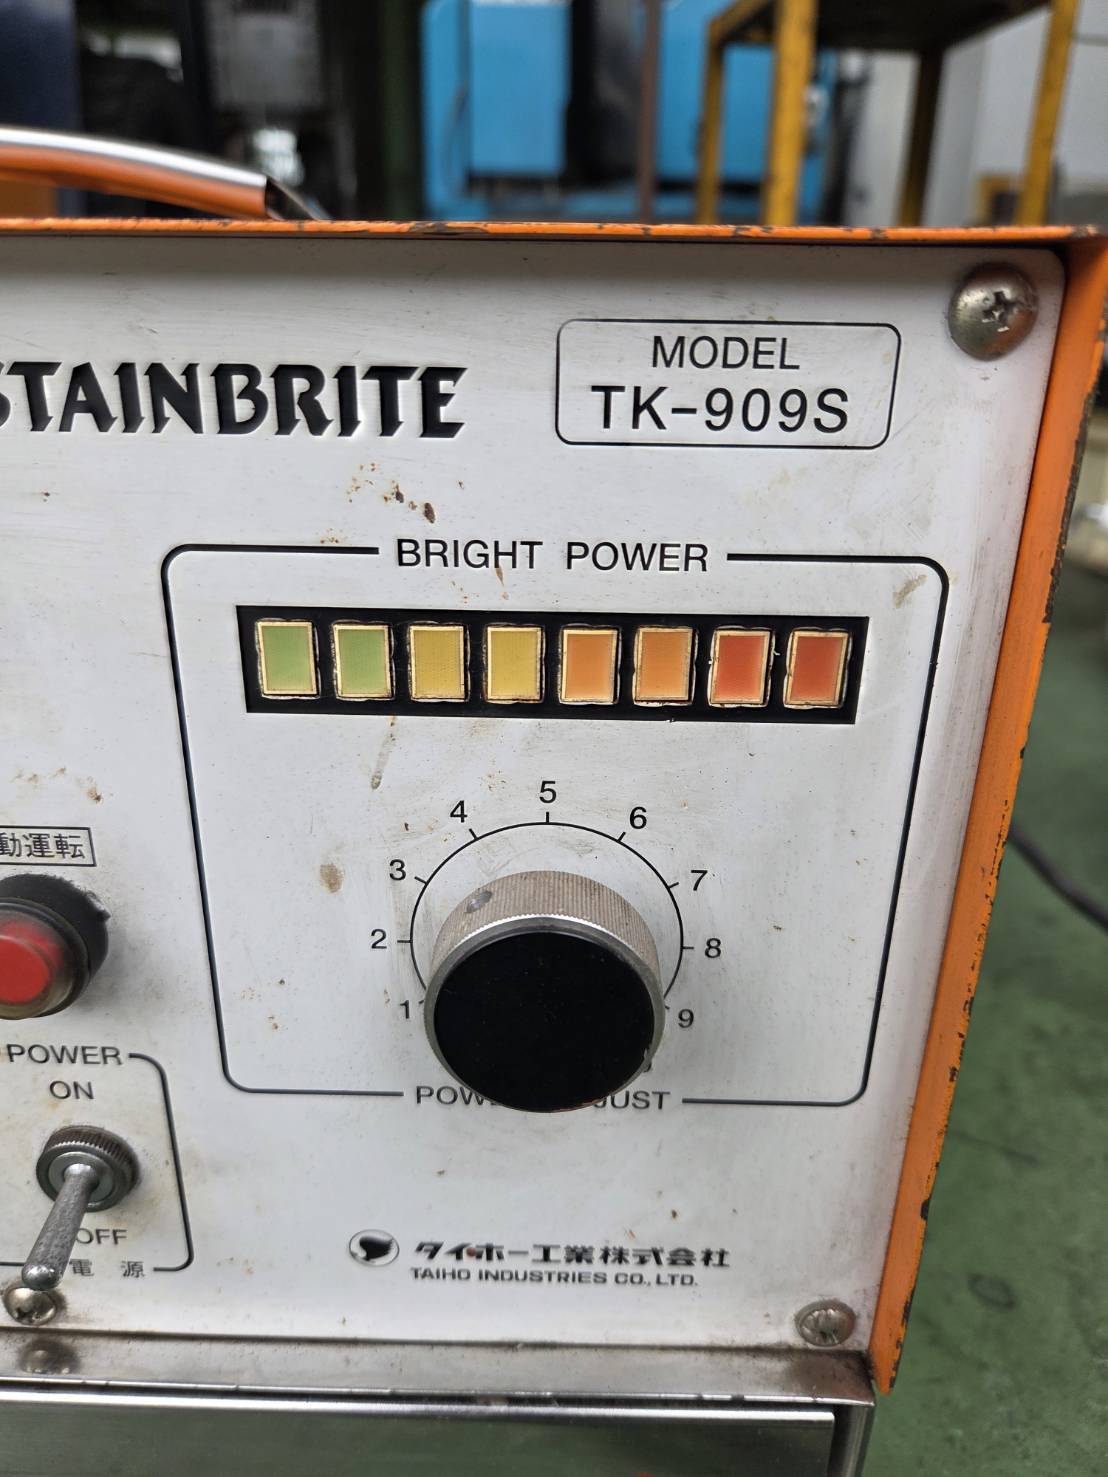 STAINBRITE
MODEL
TK-909S
BRIGHT POWER
5
4
6
3
7
2
8
1
9
動運転
POWER
ON
OFF
電 源
タイホー工業株式会社
TAIHO INDUSTRIES CO., LTD.